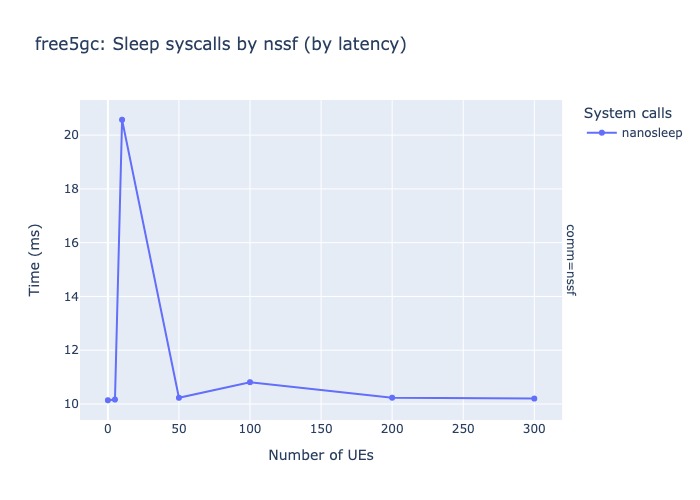 free5gc: Sleep syscalls by nssf (by latency)
System calls
nanosleep
20
18
16
14
12
10
Time (ms)
comm=nssf
0 50 100 150 200 250 300
Number of UEs